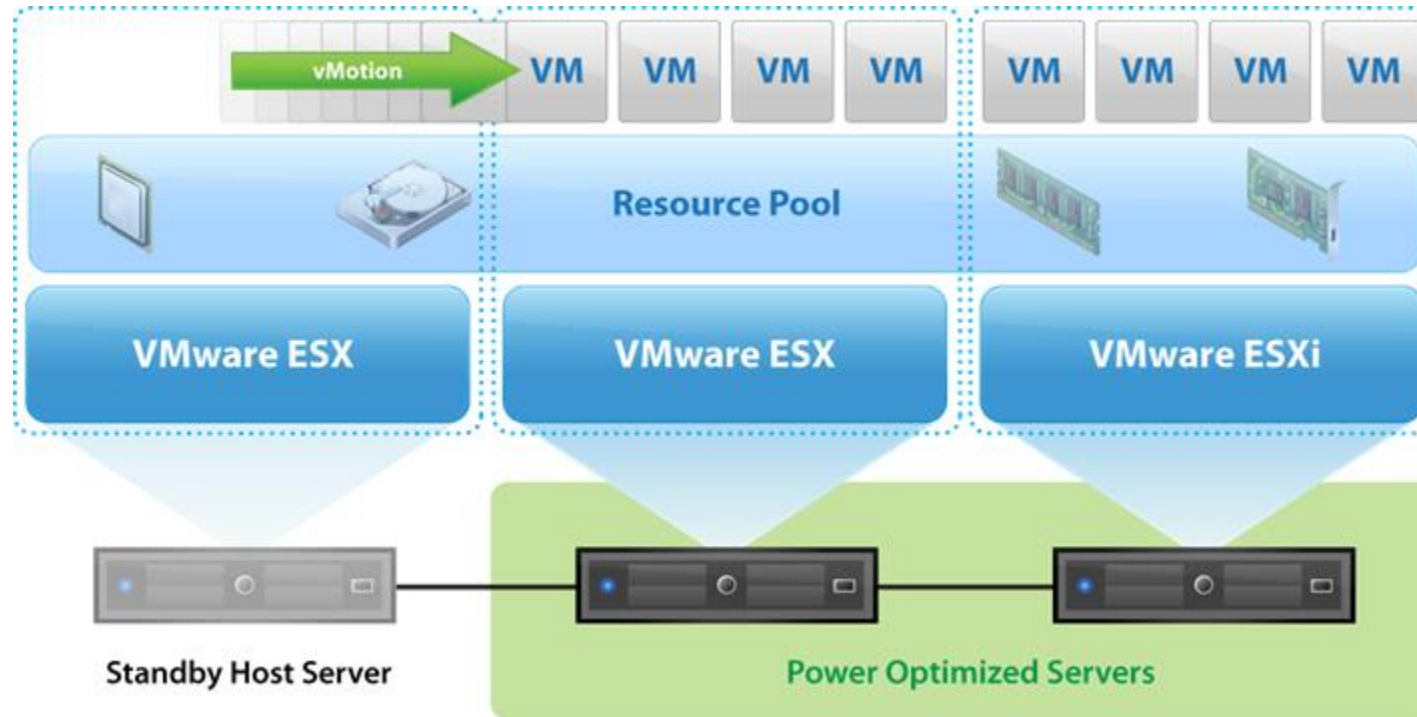 vMotion VM VM VM VM VM VM VM VM
Resource Pool
VMware ESX VMware ESX VMware ESXi
Standby Host Server Power Optimized Servers